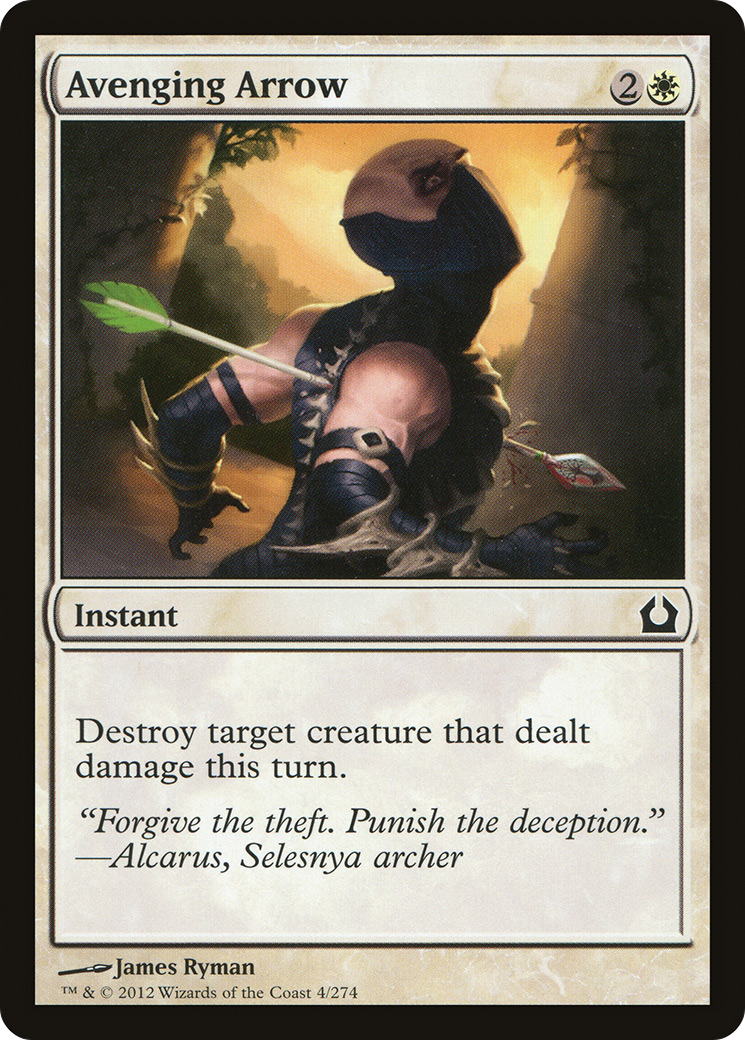 Avenging Arrow
2
Instant
Destroy target creature that dealt
damage this turn.
“Forgive the theft. Punish the deception.”
—Alcarus, Selesnya archer
James Ryman
™ & © 2012 Wizards of the Coast 4/274